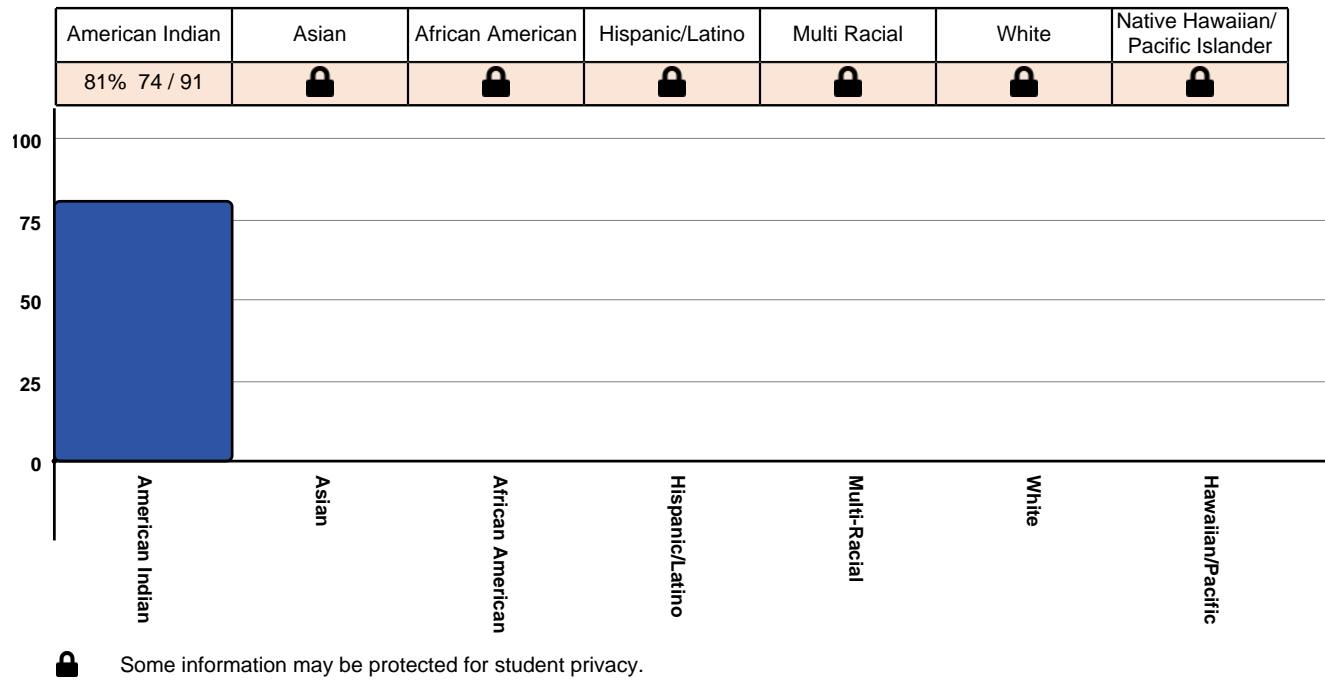 American Indian Asian African American Hispanic/Latino Multi Racial White Native Hawaiian/
Pacific Islander
81% 74 / 91
100
75
50
25
0
American Indian
Asian
African American
Hispanic/Latino
Multi-Racial
White
Hawaiian/Pacific
Some information may be protected for student privacy.